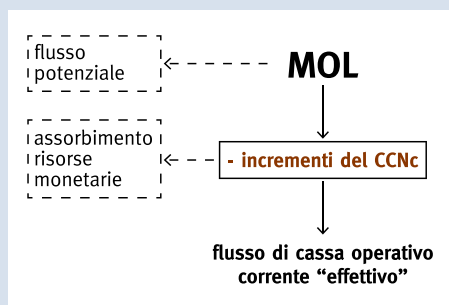 flusso
potenziale
MOL
assorbimento
risorse
monetarie
- incrementi del CCNc
flusso di cassa operativo
corrente “effettivo”